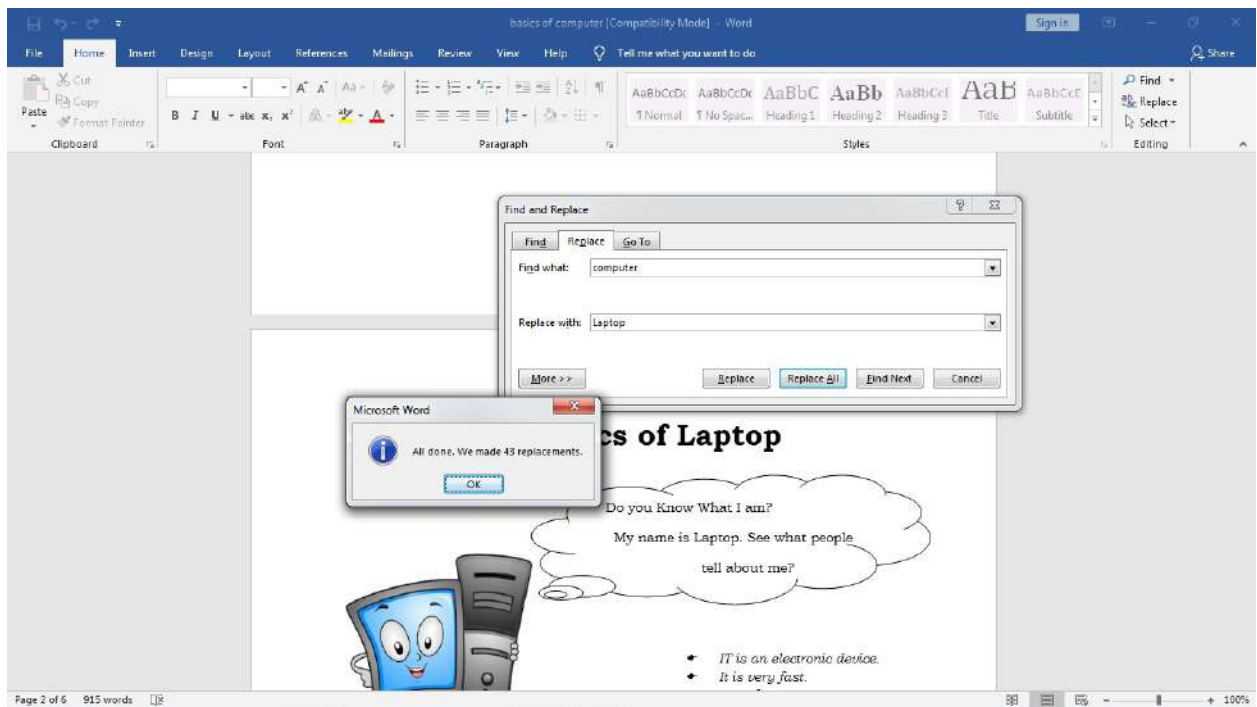 basics of computer [Compatibility Mode] - Word
Sign in
File Home Insert Design Layout References Mailings Review View Help Tell me what you want to do
Share
Cut
Copy
Format Painter
Paste
Clipboard
B I U abc x₂ x²
Font
Paragraph
AaBbCcDc AaBbCcDc AaBbC AaBb AaBbCcI AaB AaBbCcD
¶ Normal ¶ No Spac... Heading 1 Heading 2 Heading 3 Title Subtitle
Styles
Find
Replace
Select
Editing
Find and Replace
Find Replace Go To
Find what: computer
Replace with: Laptop
More >> Replace Replace All Find Next Cancel
Microsoft Word
All done. We made 43 replacements.
OK
cs of Laptop
Do you Know What I am?
My name is Laptop. See what people
tell about me?
IT is an electronic device.
It is very fast.
Page 2 of 6 915 words
100%